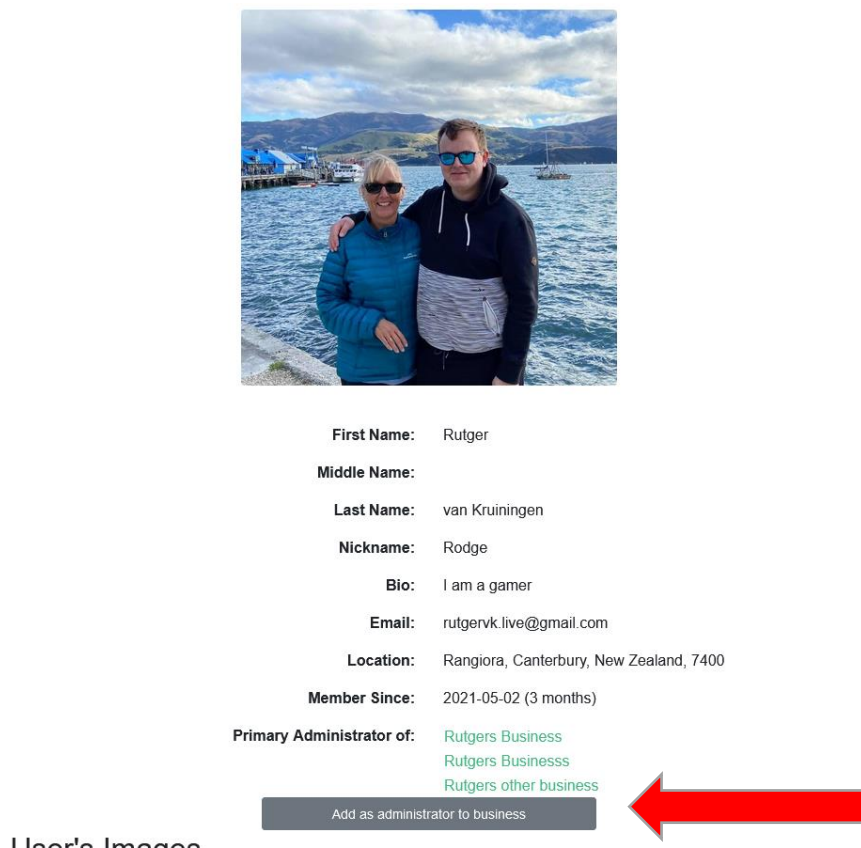 First Name: Rutger
Middle Name:
Last Name: van Kruiningen
Nickname: Rodge
Bio: I am a gamer
Email: rutgervk.live@gmail.com
Location: Rangiora, Canterbury, New Zealand, 7400
Member Since: 2021-05-02 (3 months)
Primary Administrator of: Rutgers Business
Rutgers Businesss
Rutgers other business
Add as administrator to business
User's Images